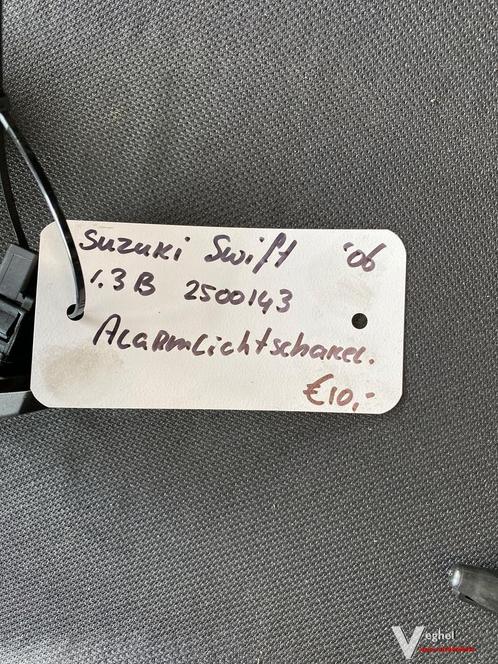 Suzuki Swift '06
1.3B 2500143
Alarmlichtschakel.
€10,-
Veghel